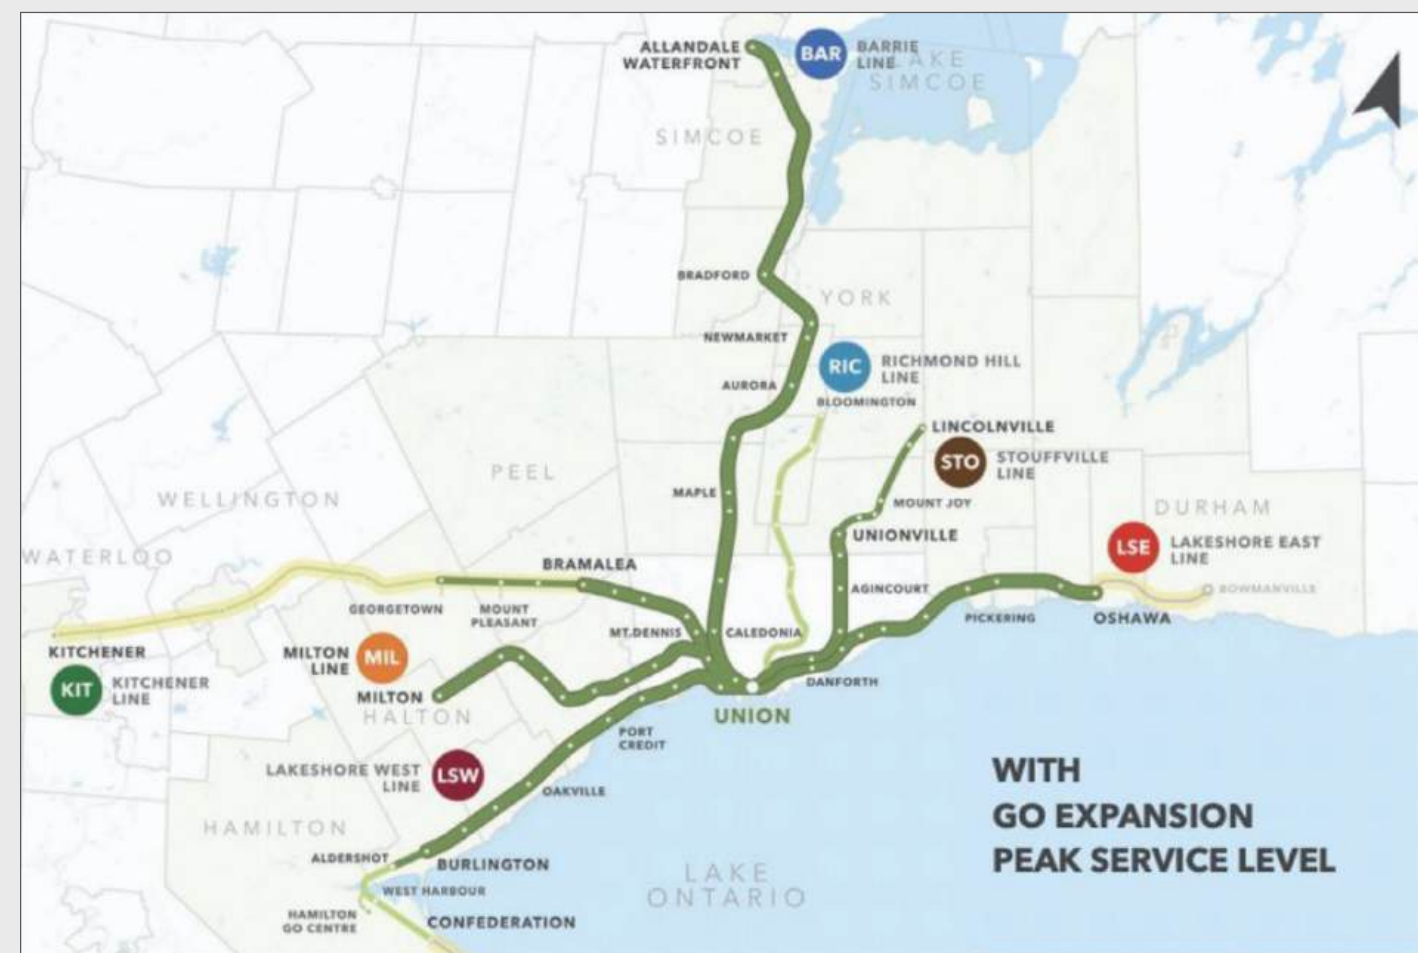 ALLANDALE
WATERFRONT
BAR
BARRIE
LINE
LAKE
SIMCOE
SIMCOE
BRADFORD
YORK
NEWMARKET
RIC
RICHMOND HILL
LINE
AURORA
BLOOMINGTON
LINCOLNVILLE
STO
STOUFFVILLE
LINE
PEEL
MAPLE
MOUNT JOY
WELLINGTON
DURHAM
UNIONVILLE
LSE
LAKESHORE EAST
LINE
WATERLOO
BRAMALEA
AGINCOURT
BOWMANVILLE
GEORGETOWN
MOUNT
PLEASANT
PICKERING
OSHAWA
MT.DENNIS
CALEDONIA
KITCHENER
MILTON
LINE
MIL
KIT
KITCHENER
LINE
MILTON
DANFORTH
HALTON
UNION
PORT
CREDIT
LAKESHORE WEST
LINE
LSW
OAKVILLE
WITH
GO EXPANSION
PEAK SERVICE LEVEL
HAMILTON
ALDERSHOT
BURLINGTON
LAKE
ONTARIO
WEST HARBOUR
HAMILTON
GO CENTRE
CONFEDERATION